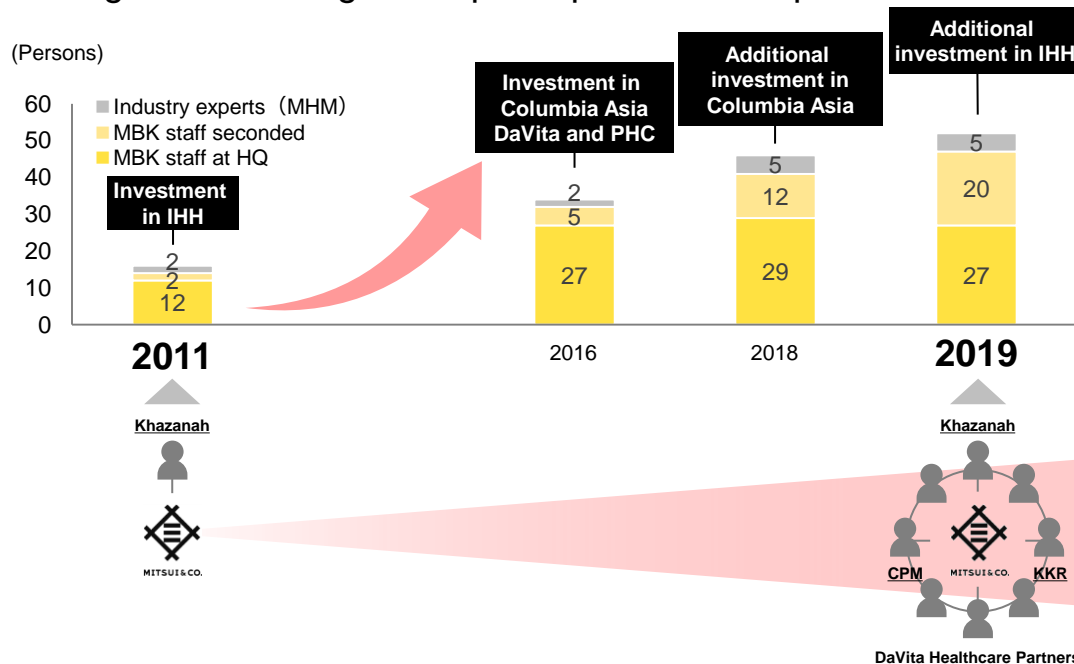 (Persons)
60
50
40
30
20
10
0
Industry experts（MHM）
MBK staff seconded
MBK staff at HQ
Investment
in IHH
Investment in
Columbia Asia
DaVita and PHC
Additional
investment in
Columbia Asia
Additional
investment in IHH
2
2
12
2
5
27
5
12
29
5
20
27
2011
2016
2018
2019
Khazanah
MITSUI & CO.
Khazanah
CPM
MITSUI & CO.
KKR
DaVita Healthcare Partners